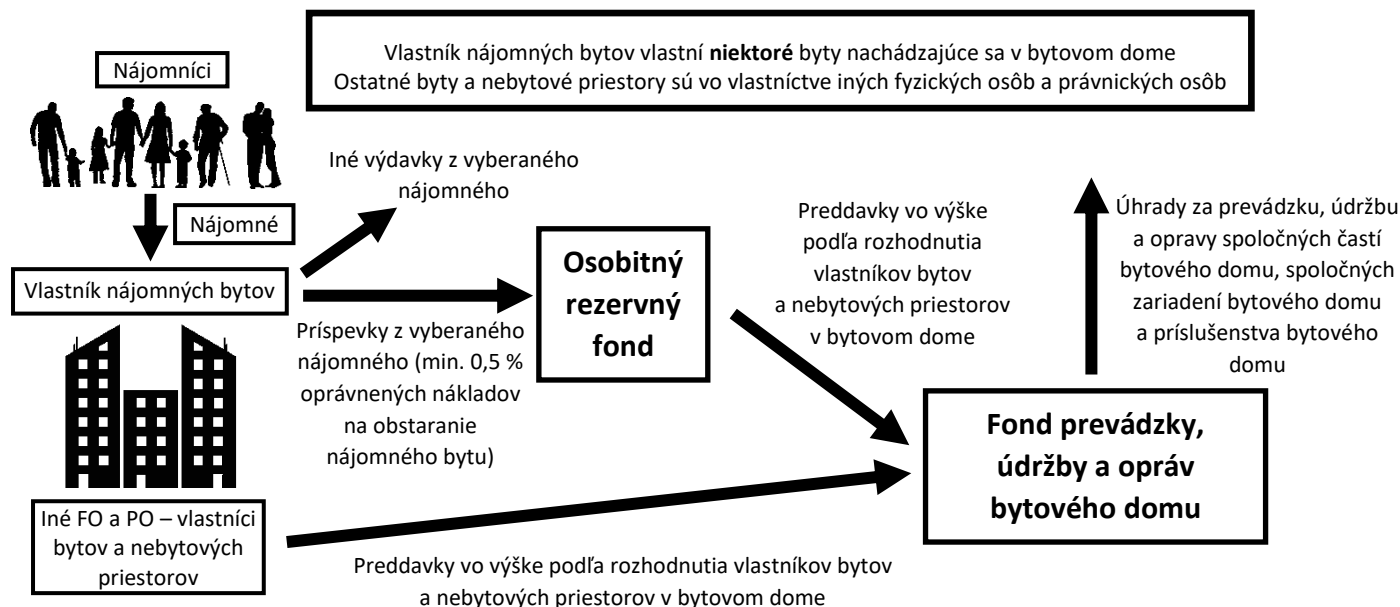 Vlastník nájomných bytov vlastní niektoré byty nachádzajúce sa v bytovom dome
Ostatné byty a nebytové priestory sú vo vlastníctve iných fyzických osôb a právnických osôb
Nájomníci
Nájomné
Vlastník nájomných bytov
Iné výdavky z vyberaného
nájomného
Príspevky z vyberaného
nájomného (min. 0,5 %
oprávnených nákladov
na obstaranie
nájomného bytu)
Osobitný
rezervný
fond
Preddavky vo výške
podľa rozhodnutia
vlastníkov bytov
a nebytových priestorov
v bytovom dome
Úhrady za prevádzku, údržbu
a opravy spoločných častí
bytového domu, spoločných
zariadení bytového domu
a príslušenstva bytového
domu
Fond prevádzky,
údržby a opráv
bytového domu
Iné FO a PO – vlastníci
bytov a nebytových
priestorov
Preddavky vo výške podľa rozhodnutia vlastníkov bytov
a nebytových priestorov v bytovom dome